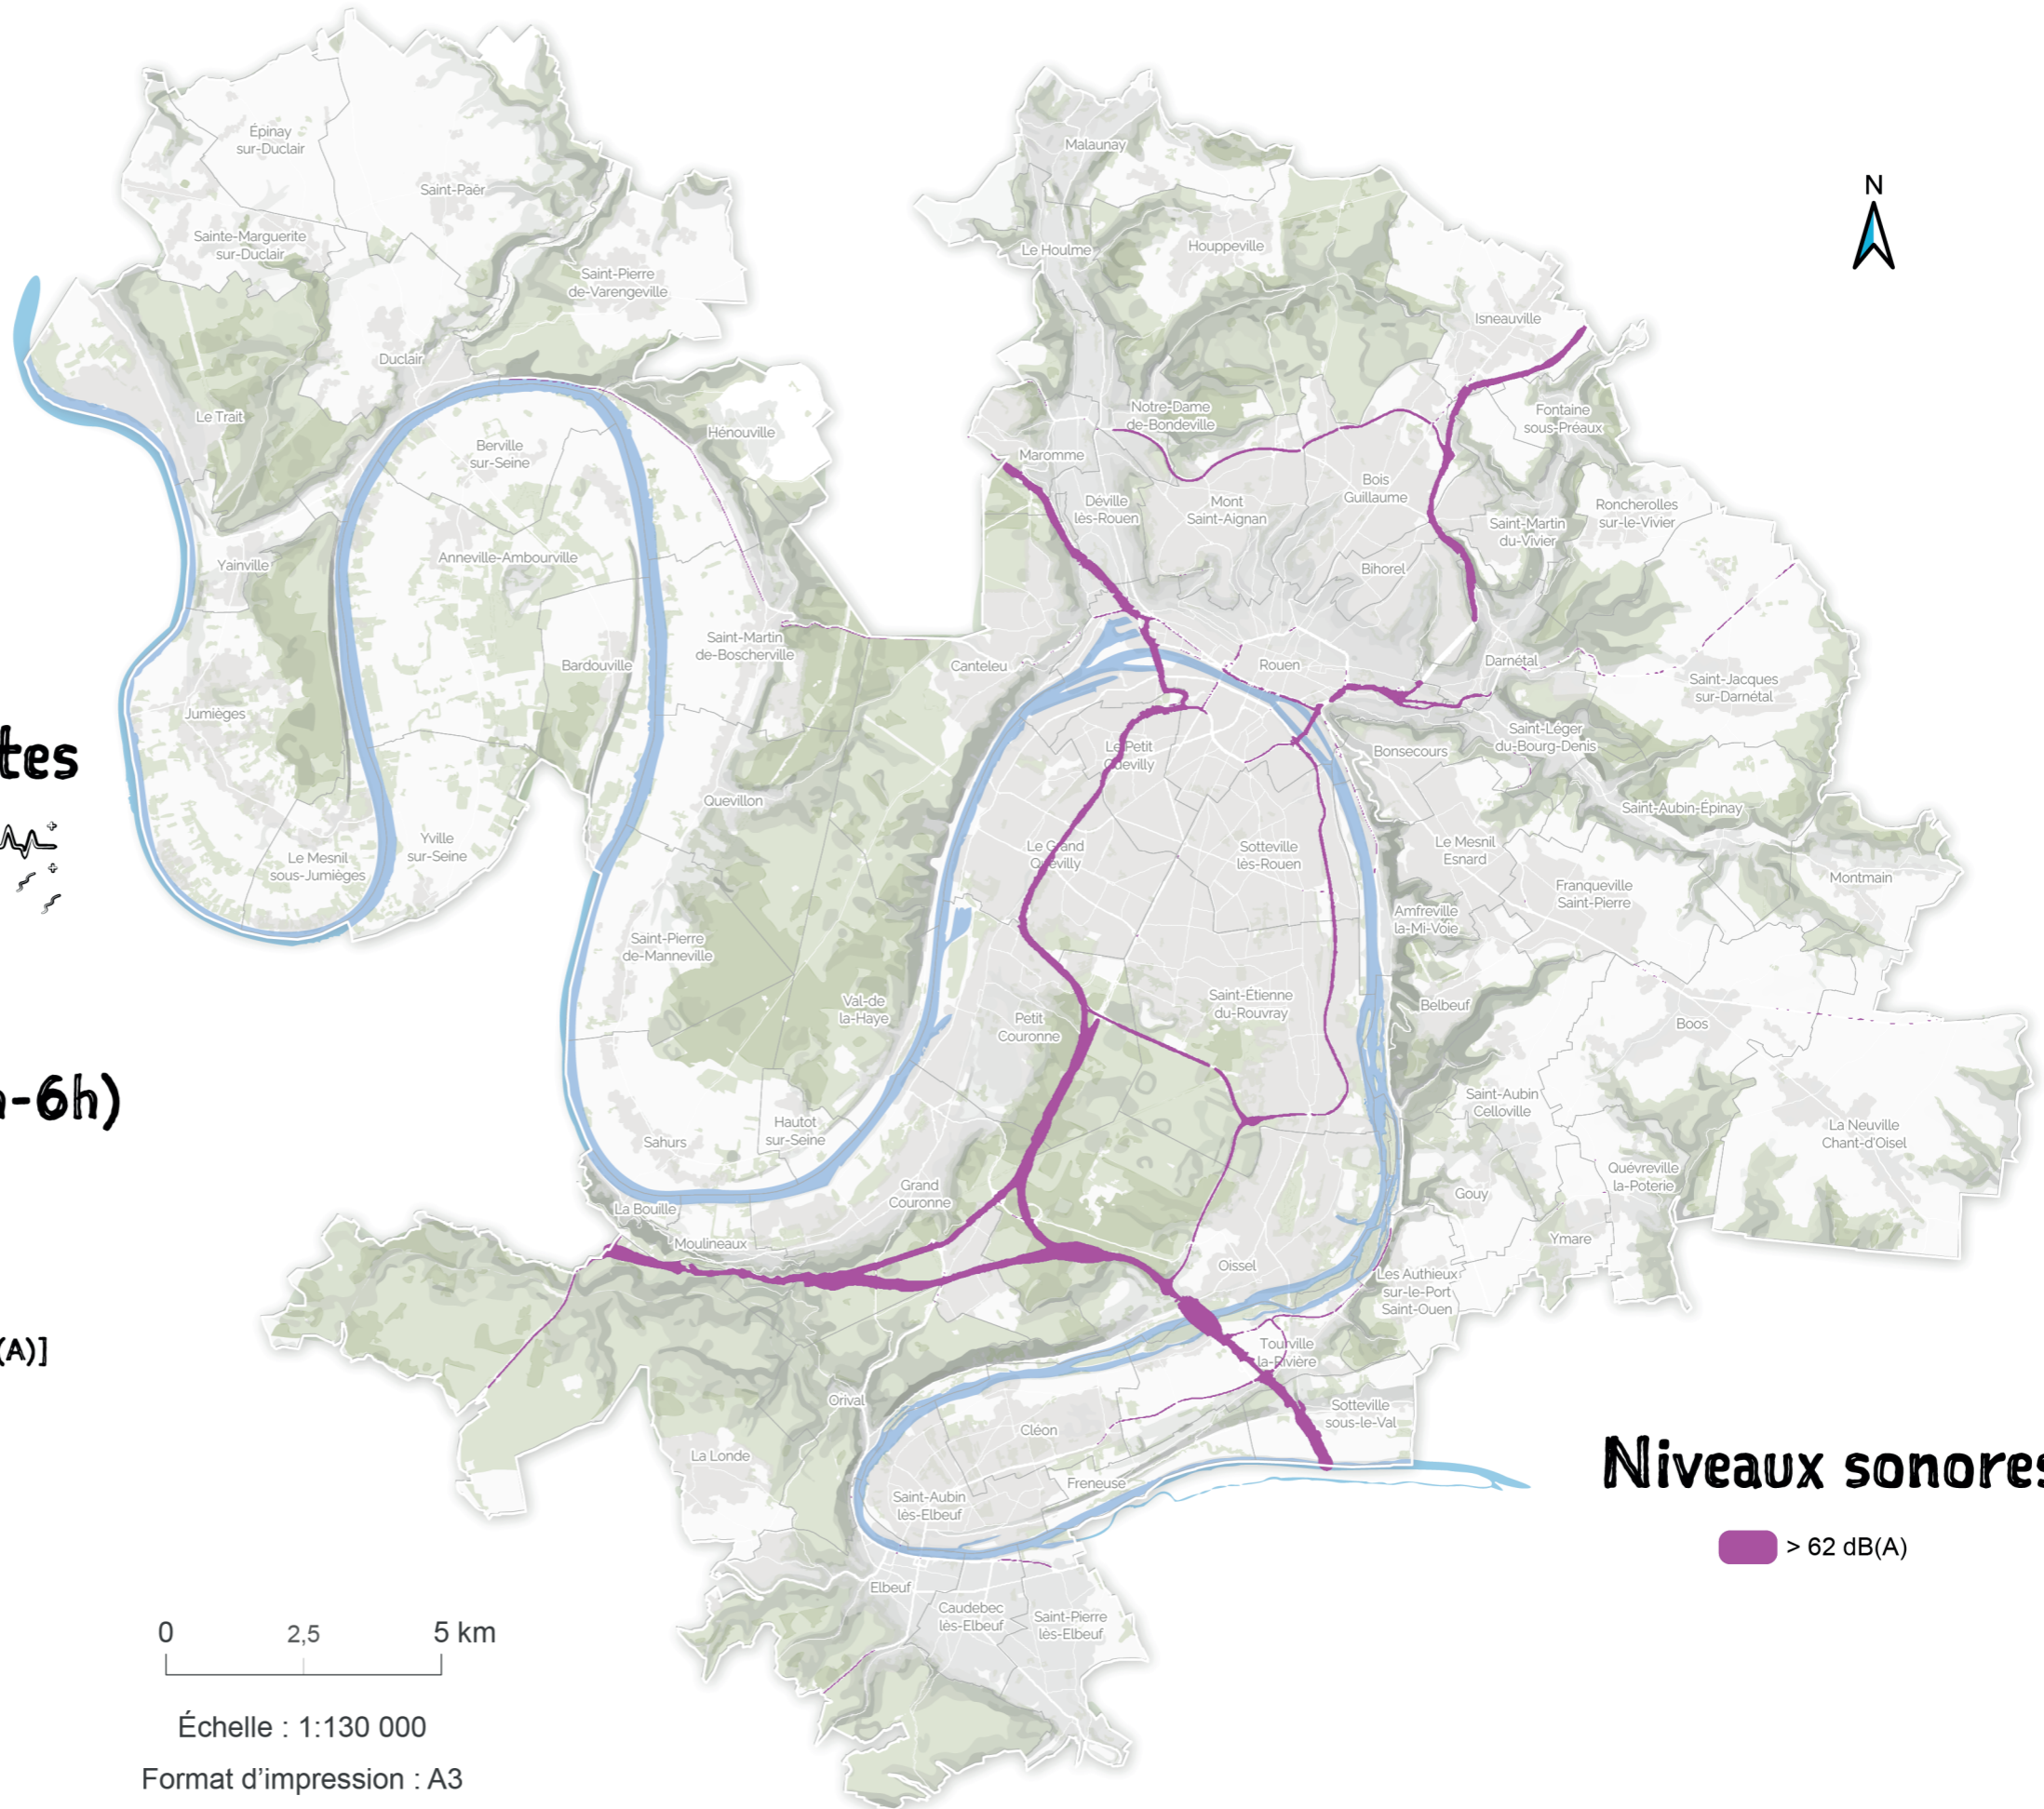 Malaunay
Épinay
sur-Duclair
N
Saint-Paër
Sainte-Marguerite
sur-Duclair
Le Houlme
Houppeville
Saint-Pierre
de-Varengeville
Isneauville
Duclair
Le Trait
Notre-Dame
de-Bondeville
Fontaine
sous-Préaux
Hénouville
Berville
sur-Seine
Maromme
Bois
Guillaume
Déville
lès-Rouen
Mont
Saint-Aignan
Roncherolles
sur-le-Vivier
Saint-Martin
du-Vivier
Yainville
Anneville-Ambourville
Bihorel
Saint-Martin
de-Boscherville
Bardouville
Canteleu
Rouen
Darnétal
Saint-Jacques
sur-Darnétal
Jumièges
Saint-Léger
du-Bourg-Denis
Le Petit
Quevilly
Bonsecours
tes
Quevillon
Saint-Aubin-Épinay
Yville
sur-Seine
Le Mesnil
sous-Jumièges
Le Grand
Quevilly
Sotteville
lès-Rouen
Le Mesnil
Esnard
Franqueville
Saint-Pierre
Montmain
Saint-Pierre
de-Manneville
Amfreville
la-Mi-Voie
Val-de
la-Haye
Petit
Couronne
Saint-Étienne
du-Rouvray
Belbeuf
Boos
-6h)
Saint-Aubin
Celloville
La Neuville
Chant-d'Oisel
Sahurs
Hautot
sur-Seine
Grand
Couronne
Gouy
Quévreville
la-Poterie
La Bouille
Moulineaux
Ymare
Oissel
Les Authieux
sur-le-Port
Saint-Ouen
(A)]
Tourville
la-Rivière
Orival
Sotteville
sous-le-Val
Cléon
La Londe
Niveaux sonores
Freneuse
Saint-Aubin
lès-Elbeuf
> 62 dB(A)
Elbeuf
Caudebec
lès-Elbeuf
Saint-Pierre
lès-Elbeuf
0 2,5 5 km
Échelle : 1:130 000
Format d'impression : A3